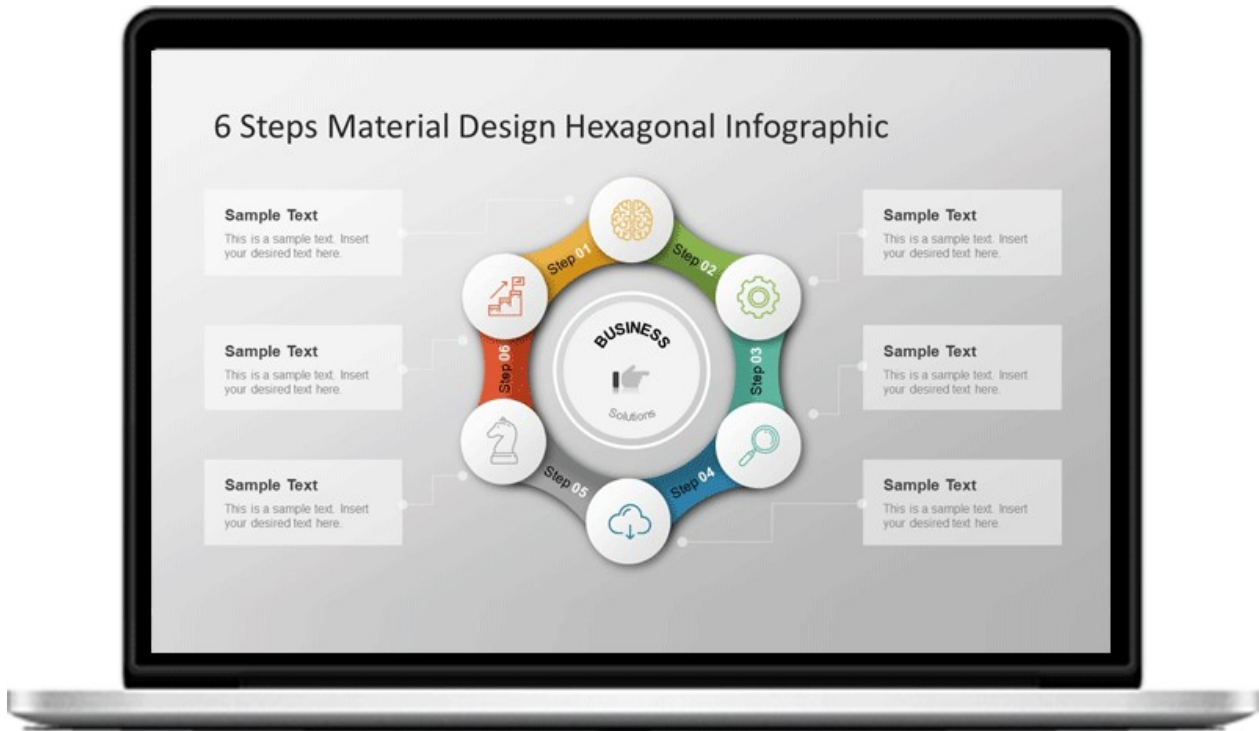 6 Steps Material Design Hexagonal Infographic
Sample Text
This is a sample text. Insert
your desired text here.
Sample Text
This is a sample text. Insert
your desired text here.
Sample Text
This is a sample text. Insert
your desired text here.
Step 01
Step 02
Step 03
Step 04
Step 05
Step 06
BUSINESS
Solutions
Sample Text
This is a sample text. Insert
your desired text here.
Sample Text
This is a sample text. Insert
your desired text here.
Sample Text
This is a sample text. Insert
your desired text here.